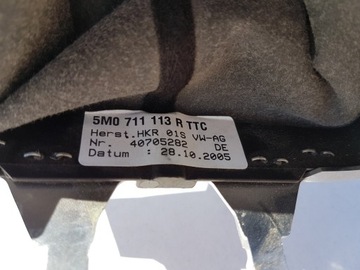 5M0 711 113 R TTC
Herst.HKR 01S VW-AG
Nr. 40705282 DE
Datum : 28.10.2005